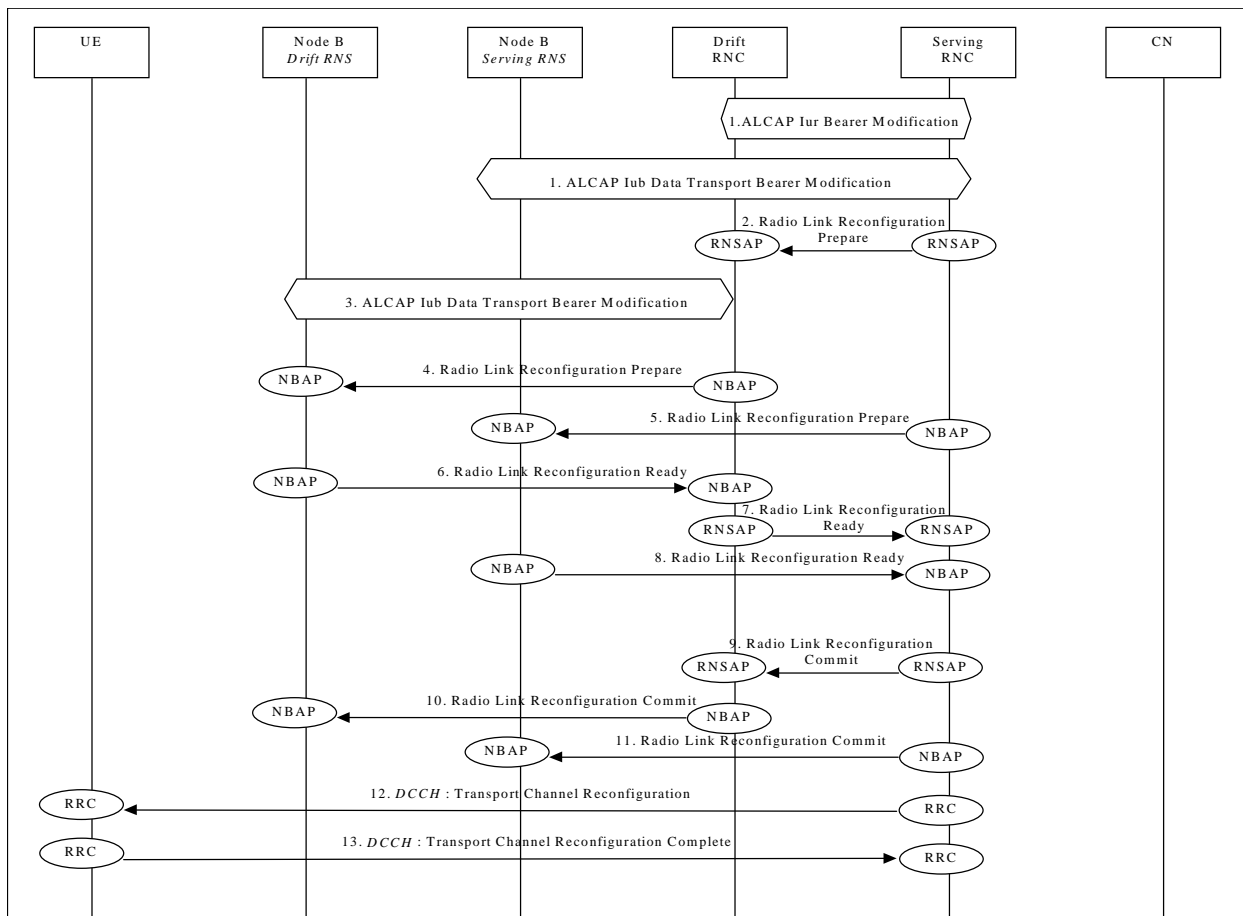 UE
Node B
Drift RNS
Node B
Serving RNS
Drift
RNC
Serving
RNC
CN
1.ALCAP Iur Bearer Modification
1. ALCAP Iub Data Transport Bearer Modification
2. Radio Link Reconfiguration
Prepare
RNSAP
RNSAP
3. ALCAP Iub Data Transport Bearer Modification
4. Radio Link Reconfiguration Prepare
NBAP
NBAP
5. Radio Link Reconfiguration Prepare
NBAP
NBAP
6. Radio Link Reconfiguration Ready
NBAP
NBAP
7. Radio Link Reconfiguration
Ready
RNSAP
RNSAP
8. Radio Link Reconfiguration Ready
NBAP
NBAP
9. Radio Link Reconfiguration
Commit
RNSAP
RNSAP
10. Radio Link Reconfiguration Commit
NBAP
NBAP
11. Radio Link Reconfiguration Commit
NBAP
NBAP
12. DCCH : Transport Channel Reconfiguration
RRC
RRC
13. DCCH : Transport Channel Reconfiguration Complete
RRC
RRC